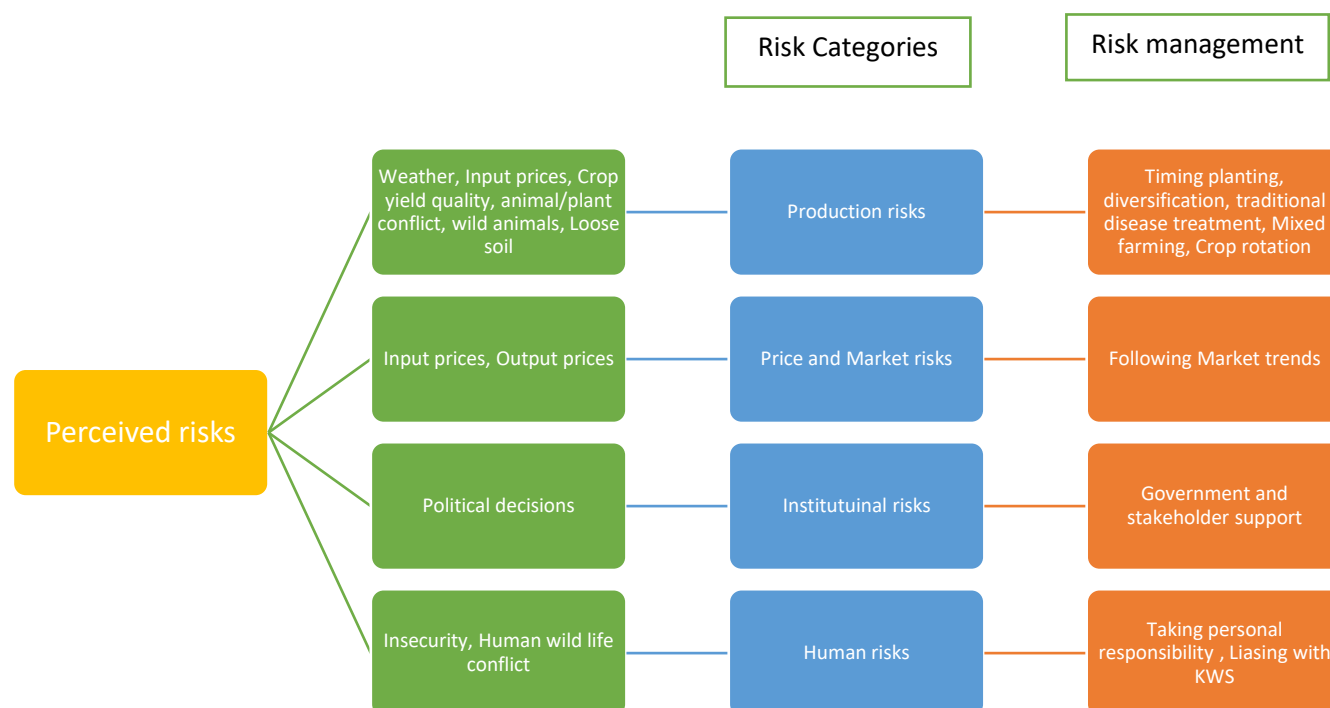 Risk Categories
Risk management
Weather, Input prices, Crop
yield quality, animal/plant
conflict, wild animals, Loose
soil
Production risks
Timing planting,
diversification, traditional
disease treatment, Mixed
farming, Crop rotation
Input prices, Output prices
Price and Market risks
Following Market trends
Perceived risks
Political decisions
Institutuinal risks
Government and
stakeholder support
Insecurity, Human wild life
conflict
Human risks
Taking personal
responsibility , Liasing with
KWS